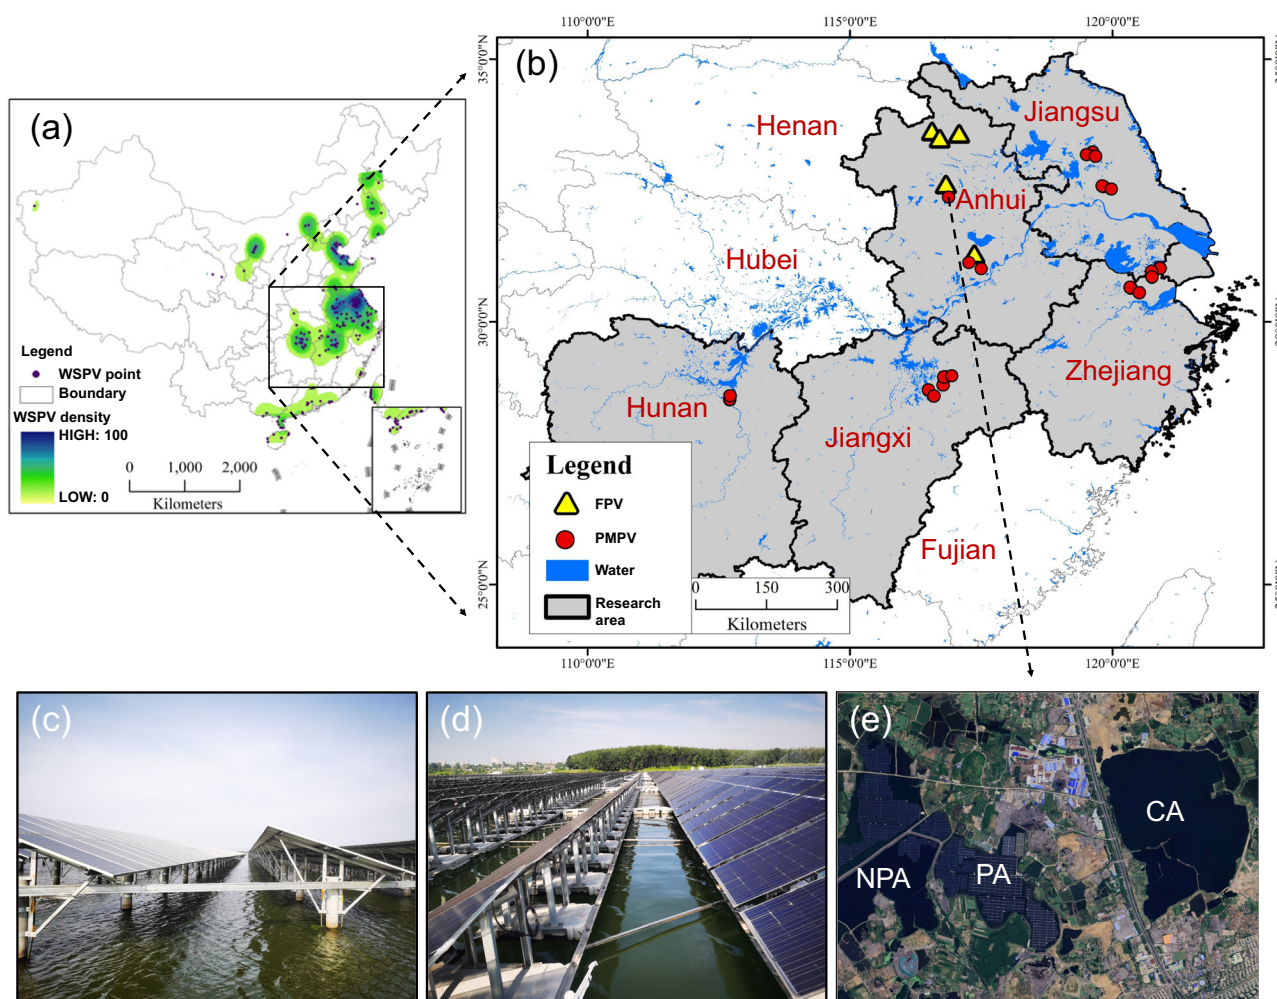 (a)
Legend
WSPV point
Boundary
WSPV density
HIGH: 100
LOW: 0
0 1,000 2,000
Kilometers
110°0'0"E 115°0'0"E 120°0'0"E
35°0'0"N
30°0'0"N
25°0'0"N
(b)
Henan
Jiangsu
Anhui
Hubei
Zhejiang
Hunan
Jiangxi
Fujian
Legend
FPV
PMPV
Water
Research
area
0 150 300
Kilometers
110°0'0"E 115°0'0"E 120°0'0"E
(c)
(d)
(e)
CA
NPA
PA